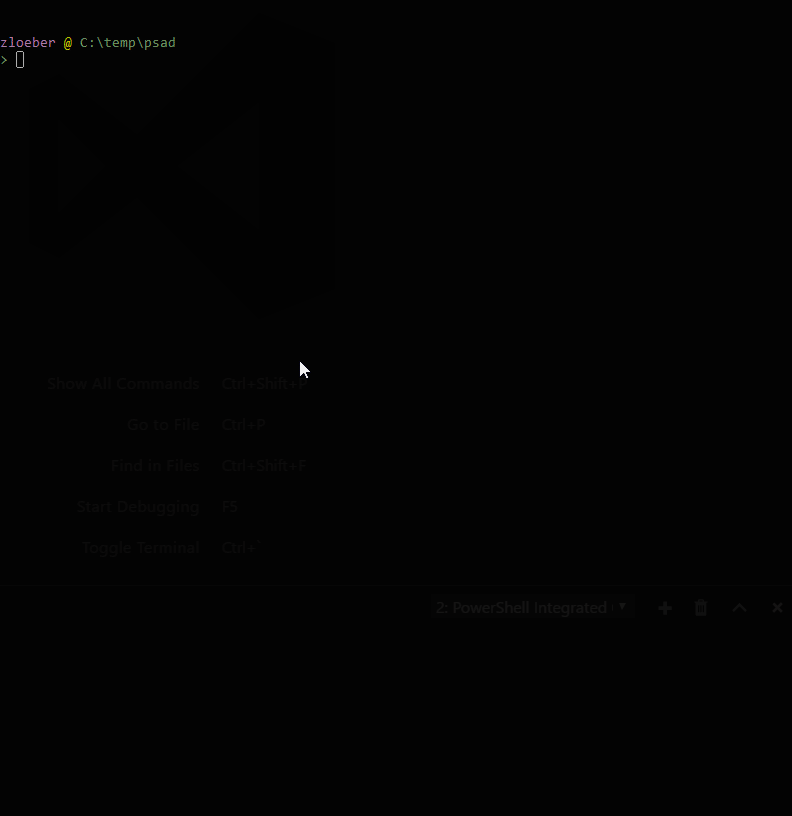 zloeber @ C:\temp\psad
>
Show All Commands Ctrl+Shift+P
Go to File Ctrl+P
Find in Files Ctrl+Shift+F
Start Debugging F5
Toggle Terminal Ctrl+`
2: PowerShell Integrated